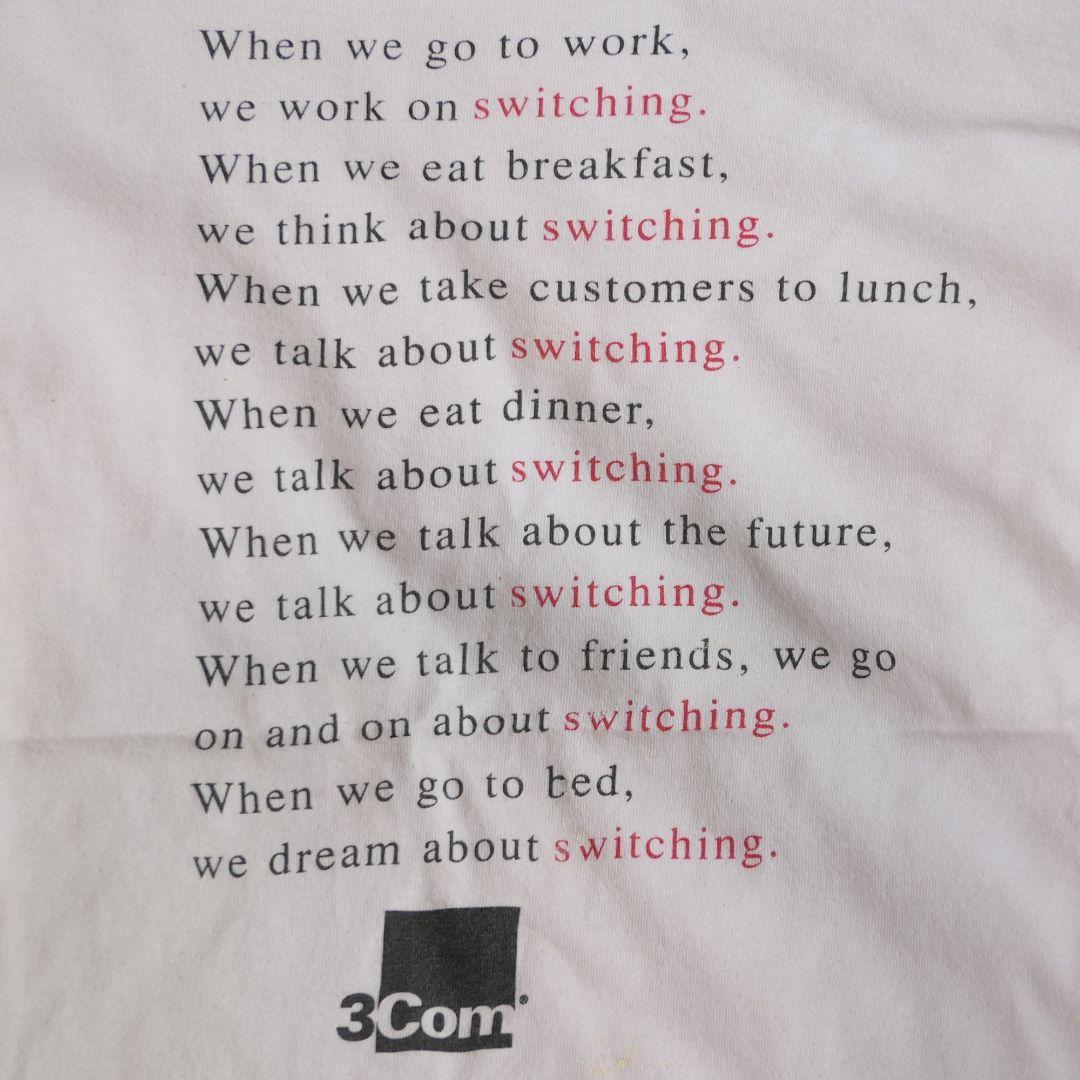 When we go to work,
we work on switching.
When we eat breakfast,
we think about switching.
When we take customers to lunch,
we talk about switching.
When we eat dinner,
we talk about switching.
When we talk about the future,
we talk about switching.
When we talk to friends, we go
on and on about switching.
When we go to bed,
we dream about switching.
3Com®